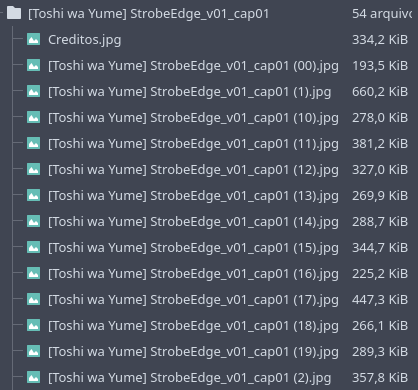 [Toshi wa Yume] StrobeEdge_v01_cap01 54 arquivo
Creditos.jpg 334,2 KiB
[Toshi wa Yume] StrobeEdge_v01_cap01 (00).jpg 193,5 KiB
[Toshi wa Yume] StrobeEdge_v01_cap01 (1).jpg 660,2 KiB
[Toshi wa Yume] StrobeEdge_v01_cap01 (10).jpg 278,0 KiB
[Toshi wa Yume] StrobeEdge_v01_cap01 (11).jpg 381,2 KiB
[Toshi wa Yume] StrobeEdge_v01_cap01 (12).jpg 327,0 KiB
[Toshi wa Yume] StrobeEdge_v01_cap01 (13).jpg 269,9 KiB
[Toshi wa Yume] StrobeEdge_v01_cap01 (14).jpg 288,7 KiB
[Toshi wa Yume] StrobeEdge_v01_cap01 (15).jpg 344,7 KiB
[Toshi wa Yume] StrobeEdge_v01_cap01 (16).jpg 225,2 KiB
[Toshi wa Yume] StrobeEdge_v01_cap01 (17).jpg 447,3 KiB
[Toshi wa Yume] StrobeEdge_v01_cap01 (18).jpg 266,1 KiB
[Toshi wa Yume] StrobeEdge_v01_cap01 (19).jpg 289,3 KiB
[Toshi wa Yume] StrobeEdge_v01_cap01 (2).jpg 357,8 KiB